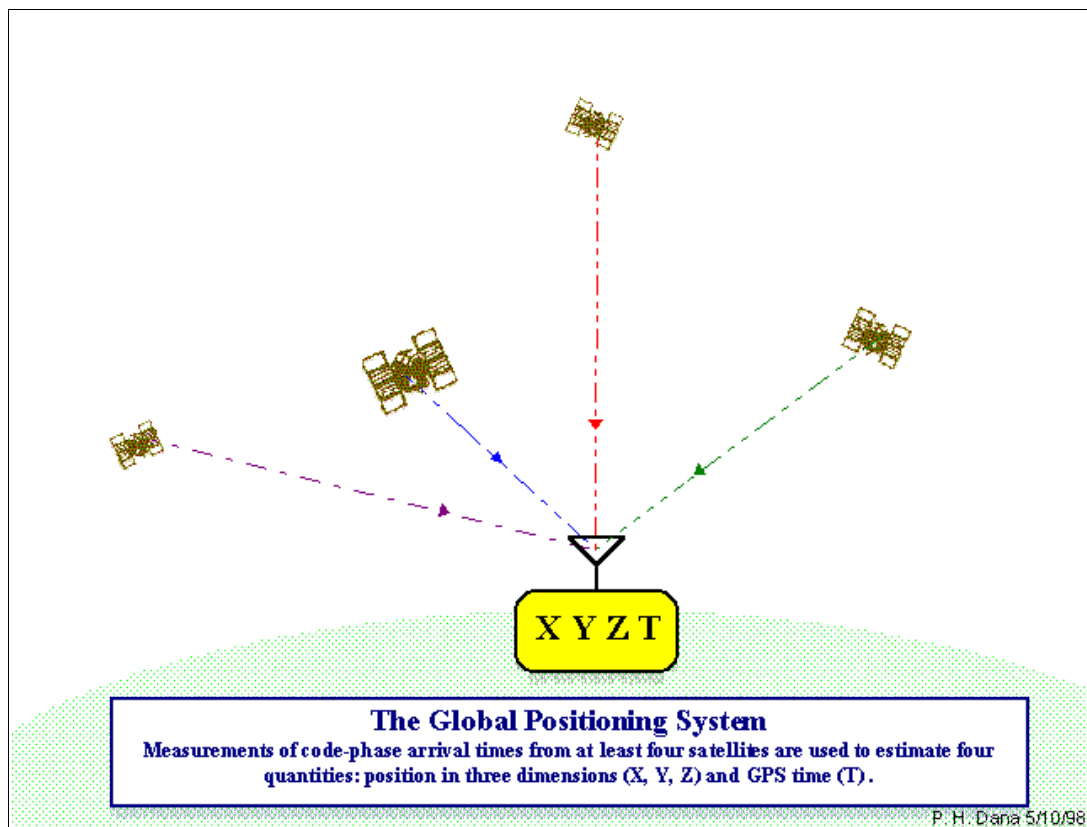 X Y Z T
The Global Positioning System
Measurements of code-phase arrival times from at least four satellites are used to estimate four
quantities: position in three dimensions (X, Y, Z) and GPS time (T).
P. H. Dana 5/10/98